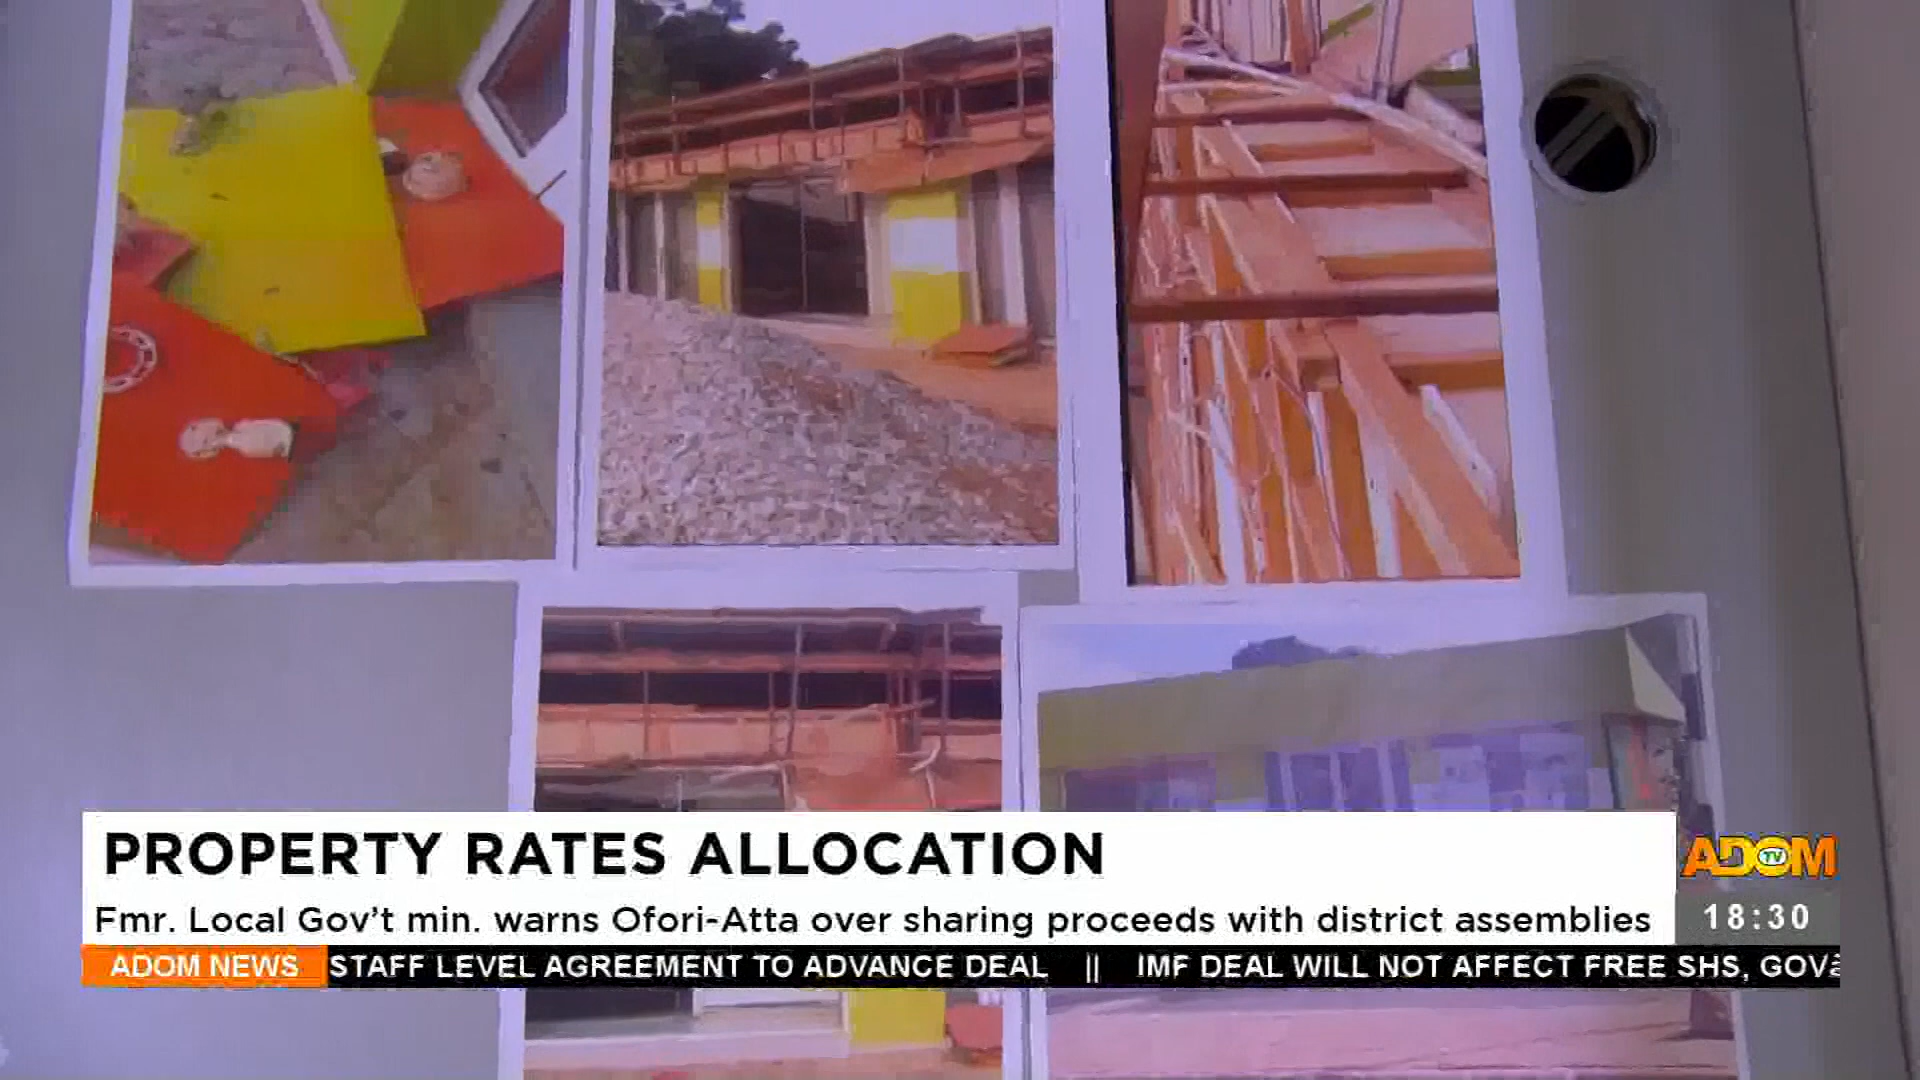 PROPERTY RATES ALLOCATION
Fmr. Local Gov't min. warns Ofori-Atta over sharing proceeds with district assemblies
ADOM TV
18:30
ADOM NEWS STAFF LEVEL AGREEMENT TO ADVANCE DEAL || IMF DEAL WILL NOT AFFECT FREE SHS,